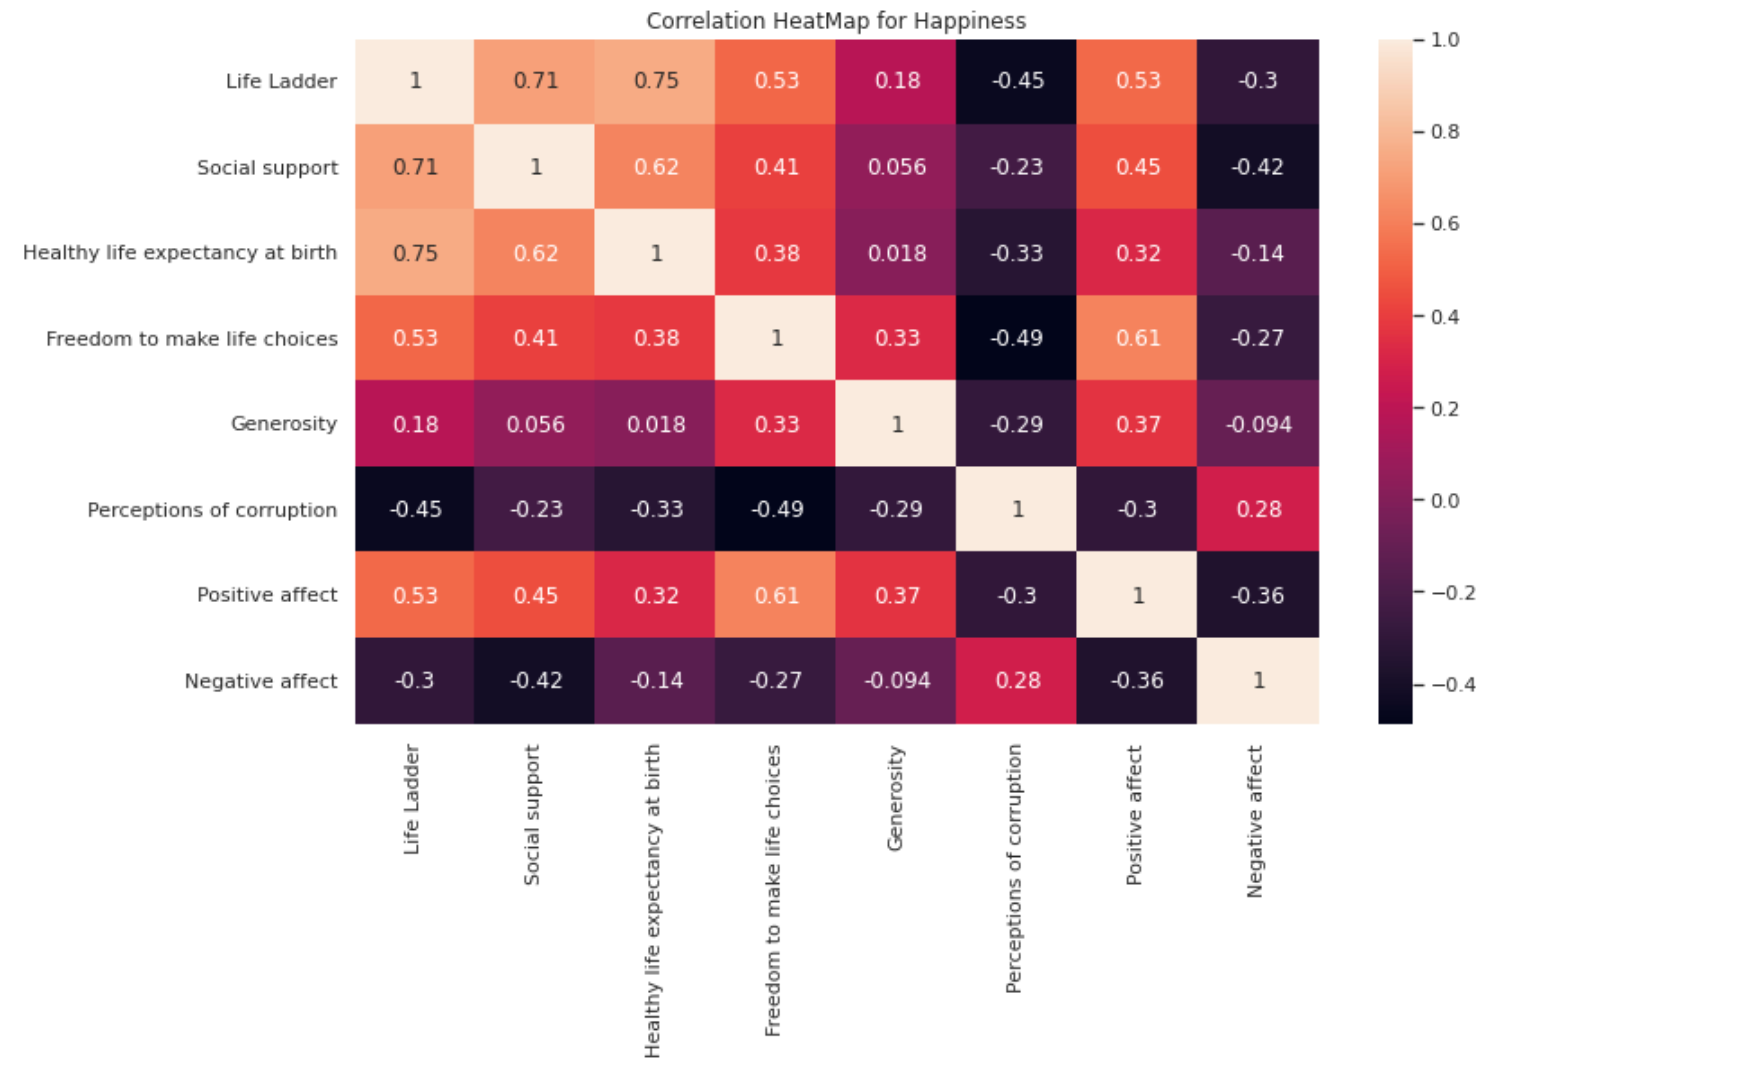 Correlation HeatMap for Happiness
Life Ladder 1 0.71 0.75 0.53 0.18 -0.45 0.53 -0.3
Social support 0.71 1 0.62 0.41 0.056 -0.23 0.45 -0.42
Healthy life expectancy at birth 0.75 0.62 1 0.38 0.018 -0.33 0.32 -0.14
Freedom to make life choices 0.53 0.41 0.38 1 0.33 -0.49 0.61 -0.27
Generosity 0.18 0.056 0.018 0.33 1 -0.29 0.37 -0.094
Perceptions of corruption -0.45 -0.23 -0.33 -0.49 -0.29 1 -0.3 0.28
Positive affect 0.53 0.45 0.32 0.61 0.37 -0.3 1 -0.36
Negative affect -0.3 -0.42 -0.14 -0.27 -0.094 0.28 -0.36 1
Life Ladder
Social support
Healthy life expectancy at birth
Freedom to make life choices
Generosity
Perceptions of corruption
Positive affect
Negative affect
1.0
0.8
0.6
0.4
0.2
0.0
−0.2
−0.4